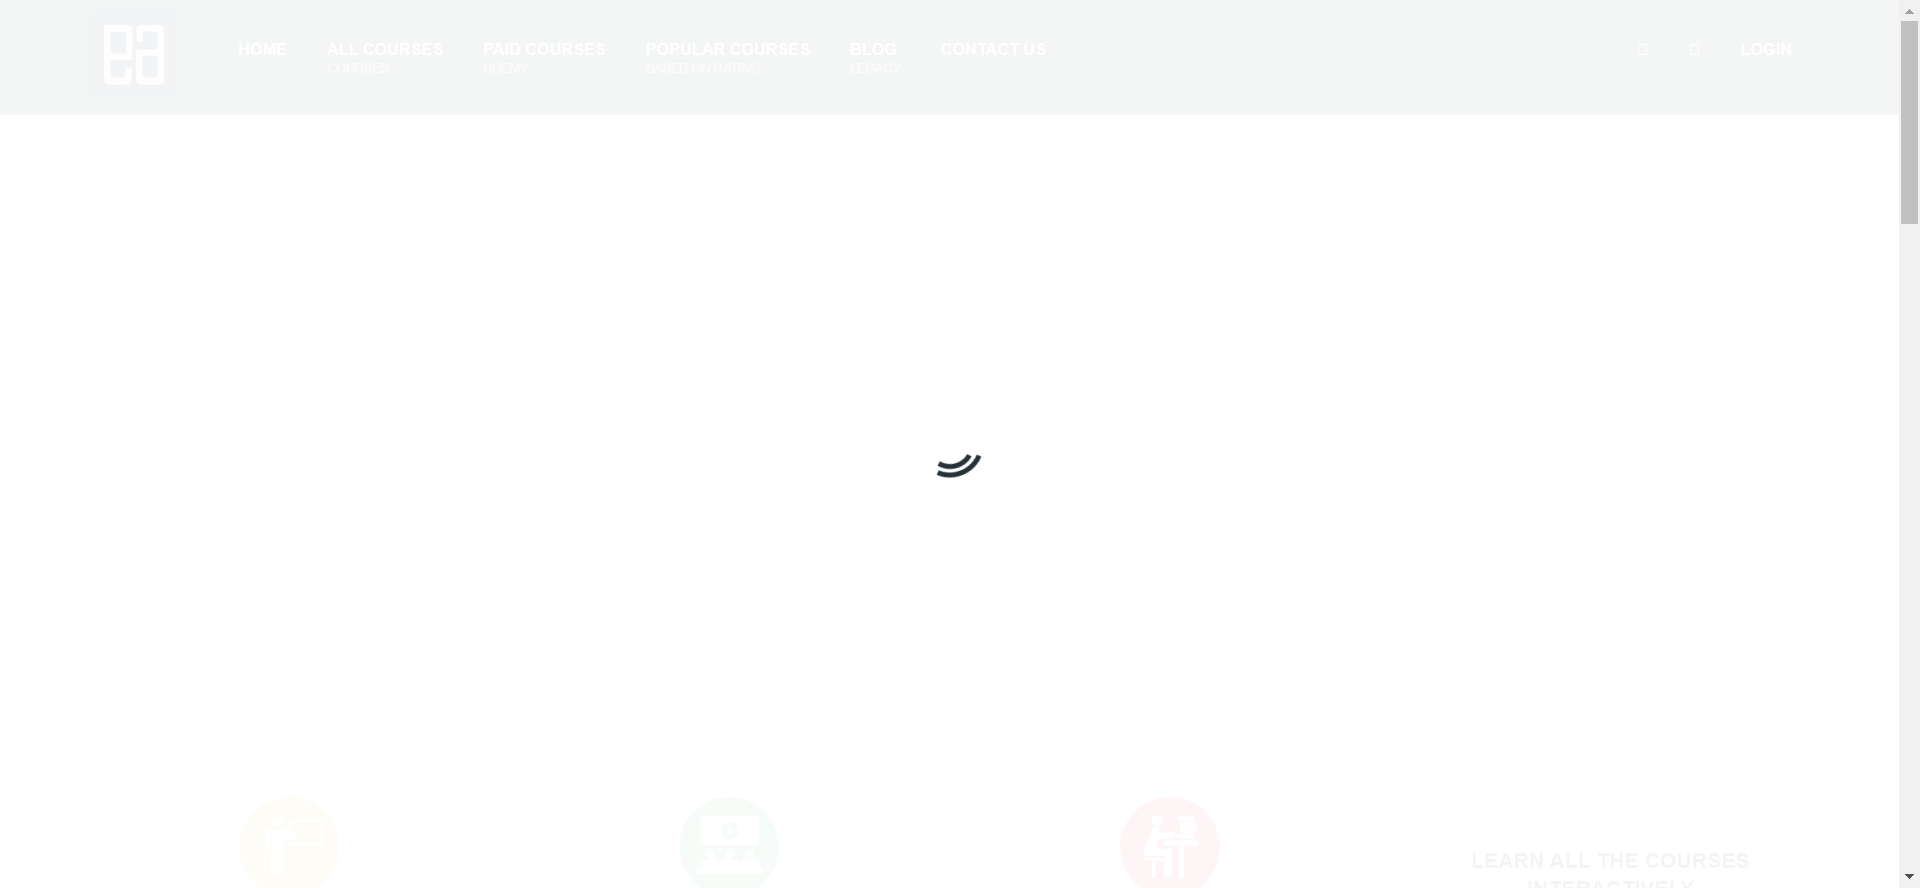 HOME
ALL COURSES
COURSES
PAID COURSES
UDEMY
POPULAR COURSES
BASED ON RATING
BLOG
LEGACY
CONTACT US
LOGIN
LEARN ALL THE COURSES
INTERACTIVELY